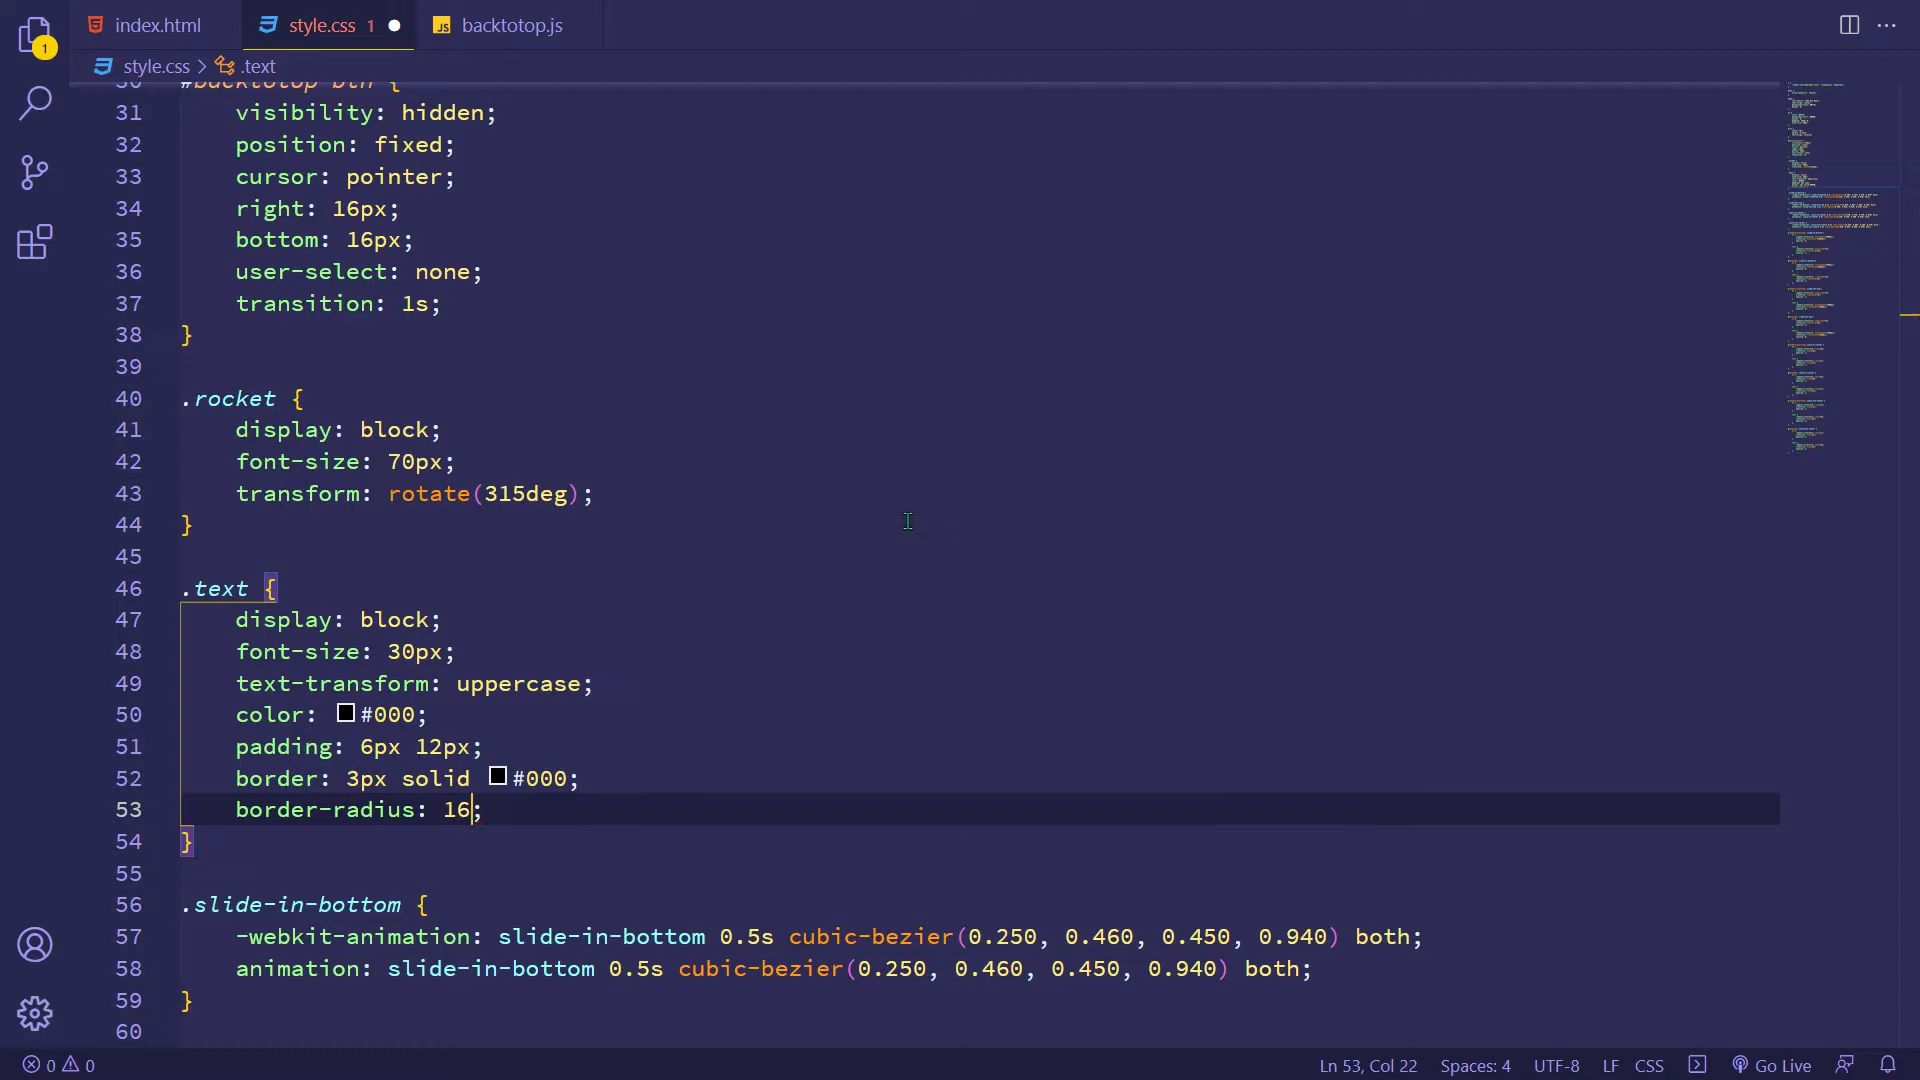 index.html
style.css 1
backtotop.js
1
style.css > .text
30 #backtotop-btn {
31 visibility: hidden;
32 position: fixed;
33 cursor: pointer;
34 right: 16px;
35 bottom: 16px;
36 user-select: none;
37 transition: 1s;
38 }
39
40 .rocket {
41 display: block;
42 font-size: 70px;
43 transform: rotate(315deg);
44 }
45
46 .text {
47 display: block;
48 font-size: 30px;
49 text-transform: uppercase;
50 color: #000;
51 padding: 6px 12px;
52 border: 3px solid #000;
53 border-radius: 16;
54 }
55
56 .slide-in-bottom {
57 -webkit-animation: slide-in-bottom 0.5s cubic-bezier(0.250, 0.460, 0.450, 0.940) both;
58 animation: slide-in-bottom 0.5s cubic-bezier(0.250, 0.460, 0.450, 0.940) both;
59 }
60
0 0 Ln 53, Col 22 Spaces: 4 UTF-8 LF CSS Go Live